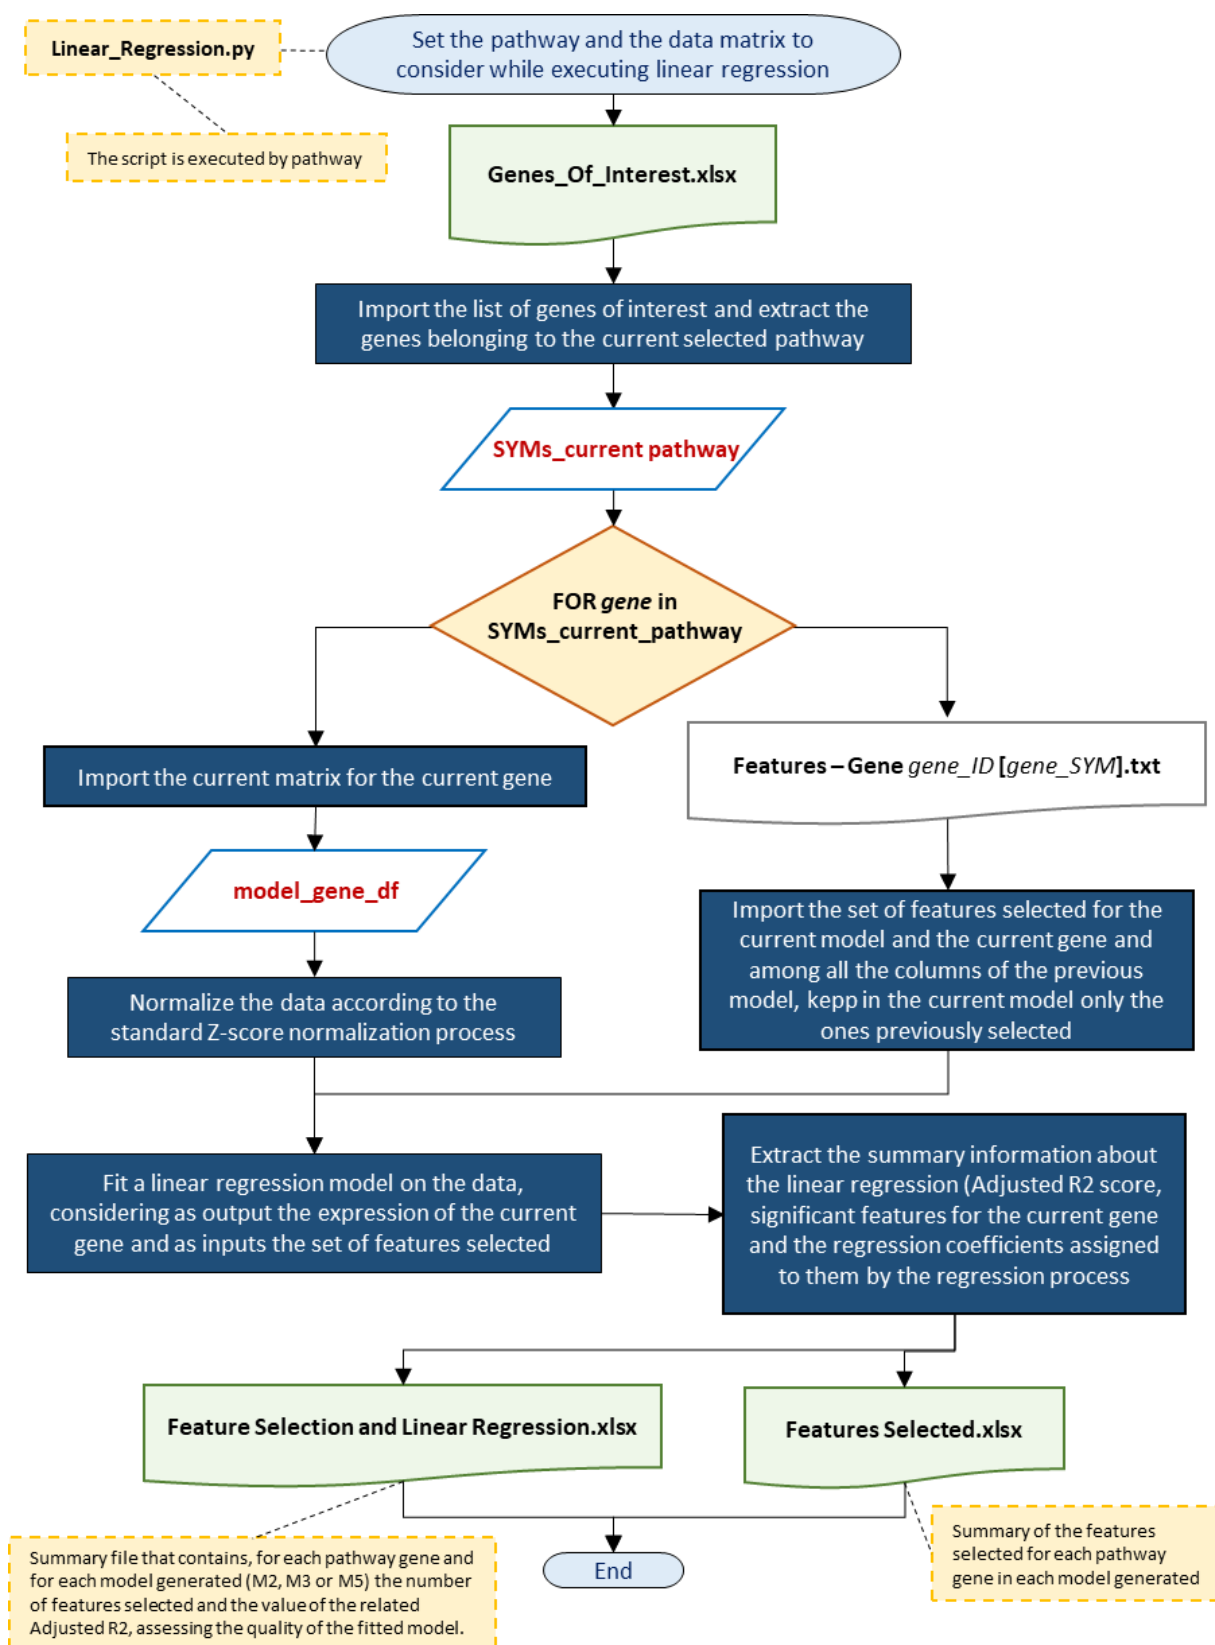 Linear_Regression.py
Set the pathway and the data matrix to
consider while executing linear regression
The script is executed by pathway
Genes_Of_Interest.xlsx
Import the list of genes of interest and extract the
genes belonging to the current selected pathway
SYMs_current pathway
FOR gene in
SYMs_current_pathway
Import the current matrix for the current gene
Features – Gene gene_ID [gene_SYM].txt
model_gene_df
Import the set of features selected for the
current model and the current gene and
among all the columns of the previous
model, kepp in the current model only the
ones previously selected
Normalize the data according to the
standard Z-score normalization process
Fit a linear regression model on the data,
considering as output the expression of the current
gene and as inputs the set of features selected
Extract the summary information about
the linear regression (Adjusted R2 score,
significant features for the current gene
and the regression coefficients assigned
to them by the regression process
Feature Selection and Linear Regression.xlsx
Features Selected.xlsx
Summary file that contains, for each pathway gene and
for each model generated (M2, M3 or M5) the number
of features selected and the value of the related
Adjusted R2, assessing the quality of the fitted model.
End
Summary of the features
selected for each pathway
gene in each model generated